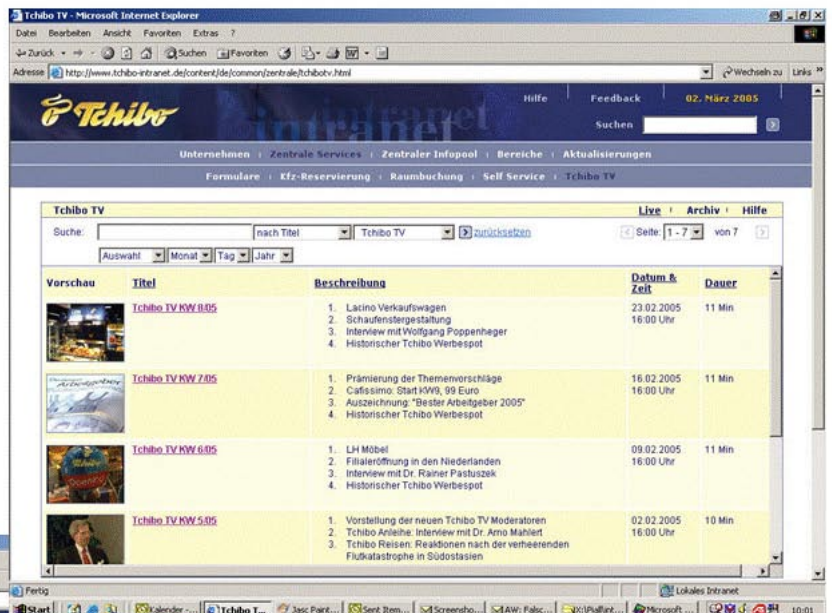 Tchibo TV - Microsoft Internet Explorer
Datei Bearbeiten Ansicht Favoriten Extras ?
Zurück Suchen Favoriten
Adresse http://www.tchibo-intranet.de/content/de/common/zentrale/tchibotv.html Wechseln zu Links »
Tchibo intranet Hilfe Feedback 02. März 2005
Suchen
Unternehmen Zentrale Services Zentraler Infopool Bereiche Aktualisierungen
Formulare Kfz-Reservierung Raumbuchung Self Service Tchibo TV
Tchibo TV Live Archiv Hilfe
Suche: nach Titel Tchibo TV zurücksetzen Seite: 1 - 7 von 7
Auswahl Monat Tag Jahr
Vorschau Titel Beschreibung Datum & Zeit Dauer
Tchibo TV KW 8/05 1. Lacino Verkaufswagen 23.02.2005 11 Min
2. Schaufenstergestaltung 16:00 Uhr
3. Interview mit Wolfgang Poppenheger
4. Historischer Tchibo Werbespot
Arbeitgeber
Tchibo TV KW 7/05 1. Prämierung der Themenvorschläge 16.02.2005 11 Min
2. Cafissimo: Start KW9, 99 Euro 16:00 Uhr
3. Auszeichnung: "Bester Arbeitgeber 2005"
4. Historischer Tchibo Werbespot
Tchibo TV KW 6/05 1. LH Möbel 09.02.2005 11 Min
2. Filialeröffnung in den Niederlanden 16:00 Uhr
3. Interview mit Dr. Rainer Pastuszek
4. Historischer Tchibo Werbespot
Tchibo TV KW 5/05 1. Vorstellung der neuen Tchibo TV Moderatoren 02.02.2005 10 Min
2. Tchibo Anleihe: Interview mit Dr. Arno Mahlert 16:00 Uhr
3. Tchibo Reisen: Reaktionen nach der verheerenden
Flutkatastrophe in Südostasien
Fertig Lokales Intranet
Start Kalender -... Tchibo T... Jasc Paint... Sent Item... Screensho... AW: Falsc... Microsoft ... 10:01